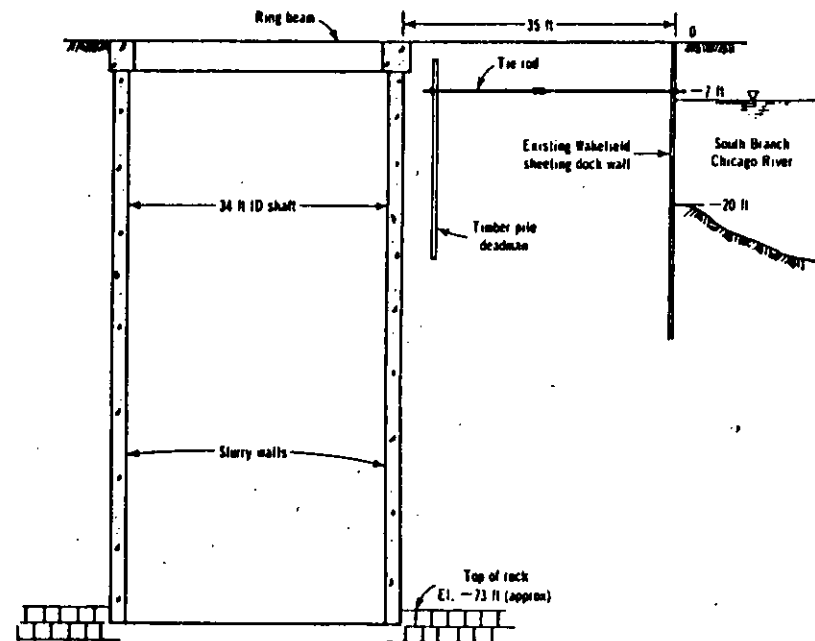 Ring beam
35 ft
0
Tie rod
-7 ft
Existing Wakefield
sheeting dock wall
South Branch
Chicago River
34 ft ID shaft
-20 ft
Timber pile
deadman
Slurry walls
Top of rock
El. -73 ft (approx)